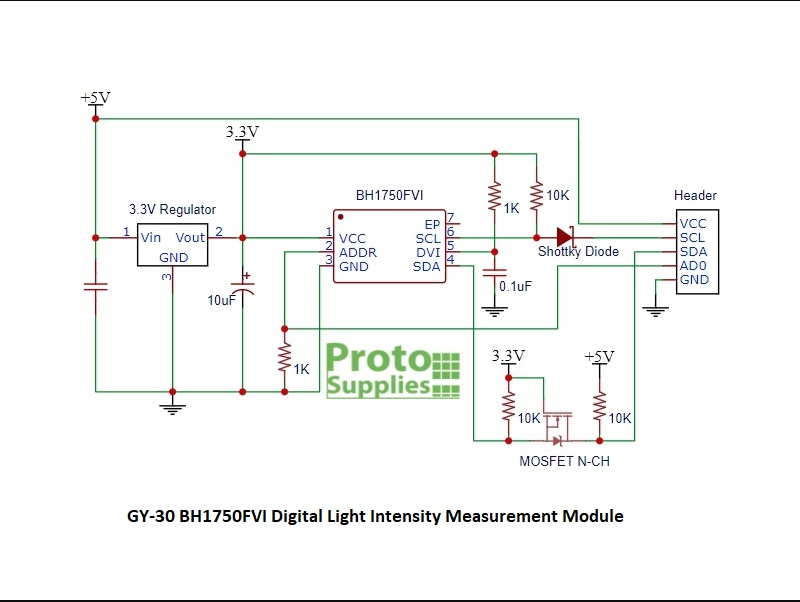 +5V
3.3V
3.3V Regulator
BH1750FVI
1K
10K
Header
1 Vin Vout 2
GND
3
10uF
+
1 VCC
2 ADDR
3 GND
EP 7
SCL 6
DVI 5
SDA 4
Shottky Diode
0.1uF
VCC
SCL
SDA
AD0
GND
1K
Proto
Supplies
3.3V
+5V
10K
10K
MOSFET N-CH
GY-30 BH1750FVI Digital Light Intensity Measurement Module